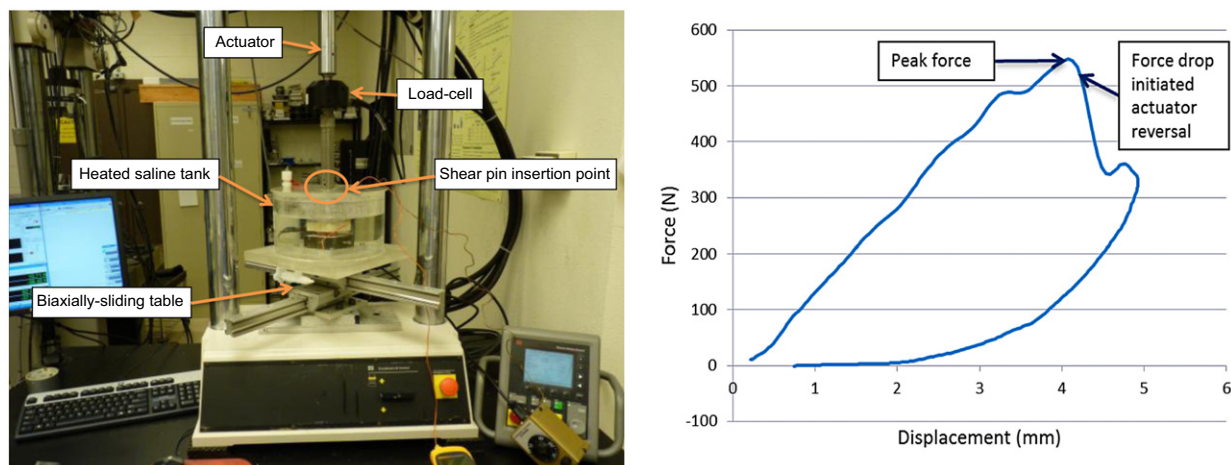 Actuator
Load-cell
Heated saline tank
Shear pin insertion point
Biaxially-sliding table
600
500
400
300
200
100
0
-100
0 1 2 3 4 5 6
Force (N)
Displacement (mm)
Peak force
Force drop
initiated
actuator
reversal